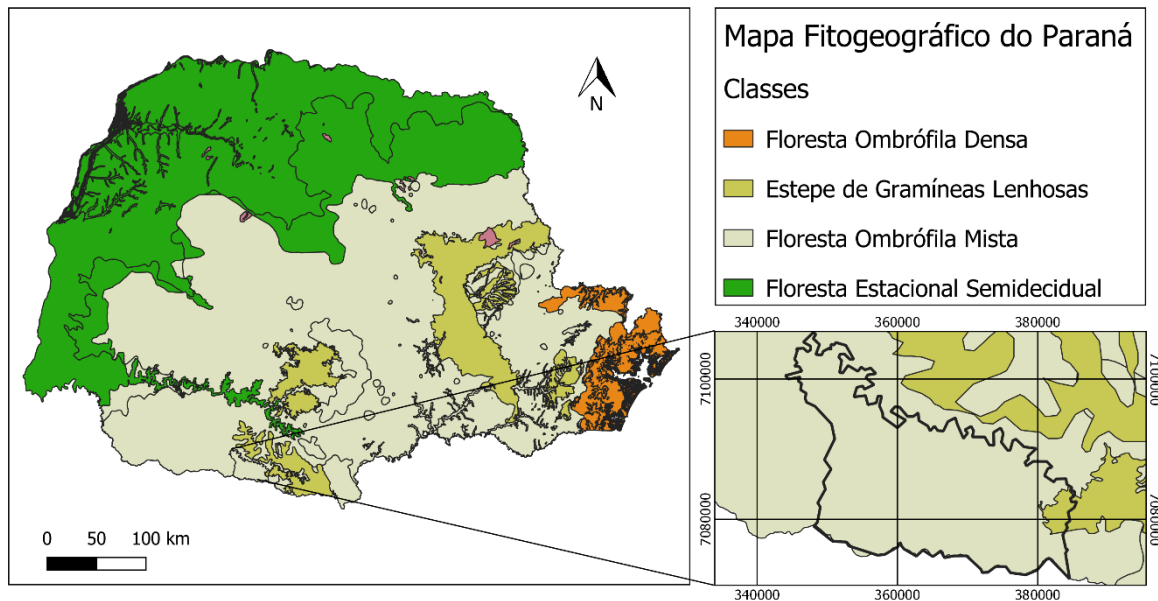 N
0 50 100 km
Mapa Fitogeográfico do Paraná
Classes
Floresta Ombrófila Densa
Estepe de Gramíneas Lenhosas
Floresta Ombrófila Mista
Floresta Estacional Semidecidual
340000 360000 380000
7100000 7100000
7080000 7080000
340000 360000 380000